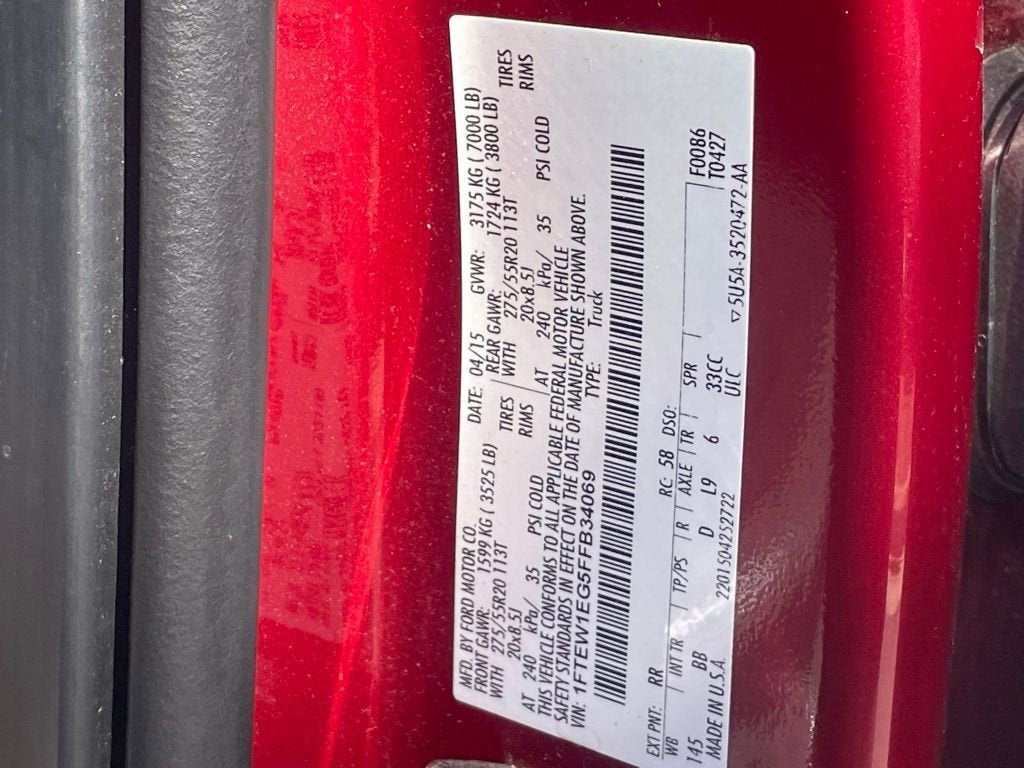 MFD. BY FORD MOTOR CO.
DATE: 04/15 GVWR: 3175 KG ( 7000 LB)
FRONT GAWR: 1599 KG ( 3525 LB)
REAR GAWR: 1724 KG ( 3800 LB)
WITH 275/55R20 113T TIRES
WITH 275/55R20 113T TIRES
20x8.5J RIMS
20x8.5J RIMS
AT 240 kPa/ 35 PSI COLD
AT 240 kPa/ 35 PSI COLD
THIS VEHICLE CONFORMS TO ALL APPLICABLE FEDERAL MOTOR VEHICLE
SAFETY STANDARDS IN EFFECT ON THE DATE OF MANUFACTURE SHOWN ABOVE.
VIN: 1FTEW1EG5FFB34069 TYPE: Truck
EXT PNT: RR RC: 58 DSO: F0086
WB | INT TR | TP/PS | R | AXLE | TR | SPR | T0427
145 BB D L9 6 33CC
MADE IN U.S.A. 2201504252722 ULC ▽5U5A-3520472-AA